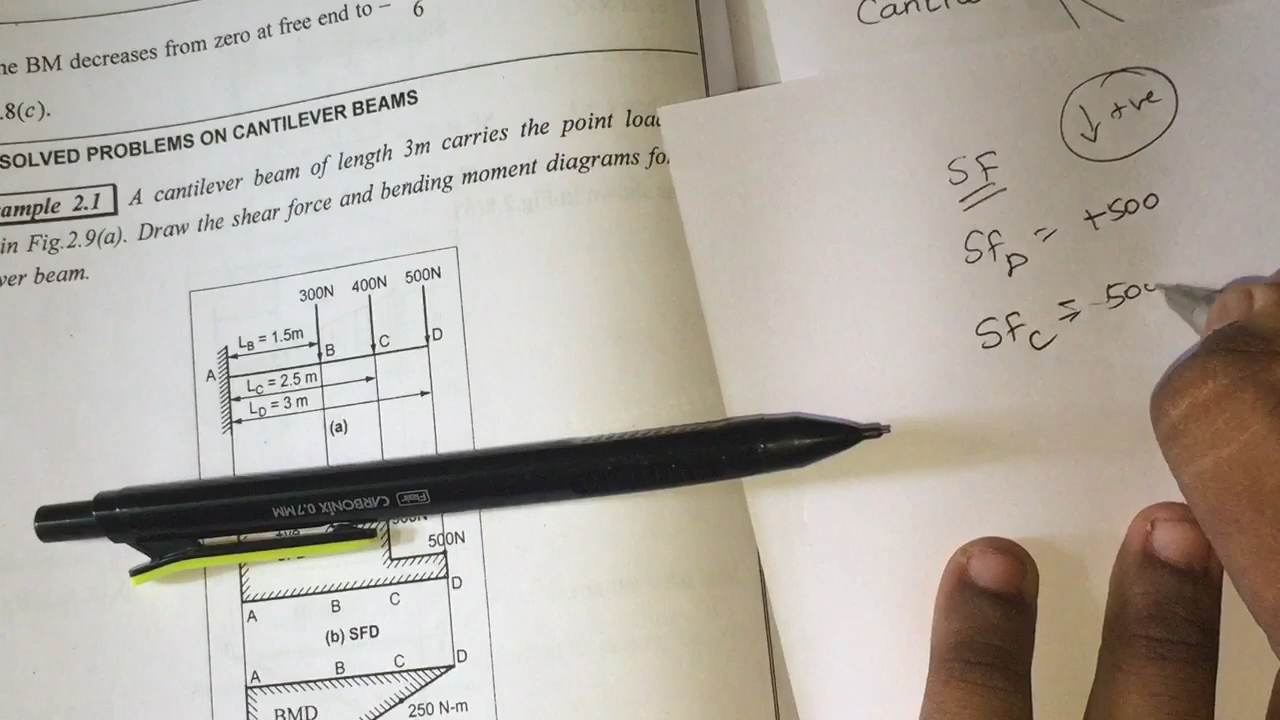 he BM decreases from zero at free end to – 6
.8(c).
SOLVED PROBLEMS ON CANTILEVER BEAMS
ample 2.1 A cantilever beam of length 3m carries the point loa
in Fig.2.9(a). Draw the shear force and bending moment diagrams fo
ver beam.
300N 400N 500N
LB = 1.5m
A B C D
LC = 2.5 m
LD = 3 m
(a)
Flair CARBONIX 0.7MM
500N
A B C D
(b) SFD
A B C D
BMD 250 N-m
↓ +ve
SF
SFD = +500
SFC = 500